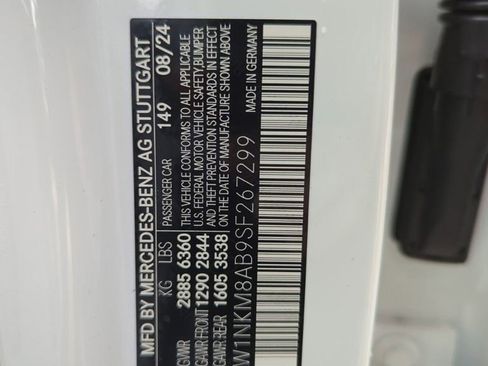 MFD BY MERCEDES-BENZ AG STUTTGART
PASSENGER CAR 149 08/24
KG LBS
GVWR 2885 6360
GAWR FRONT 1290 2844
GAWR REAR 1605 3538
THIS VEHICLE CONFORMS TO ALL APPLICABLE
U.S. FEDERAL MOTOR VEHICLE SAFETY, BUMPER
AND THEFT PREVENTION STANDARDS IN EFFECT
ON THE DATE OF MANUFACTURE SHOWN ABOVE
W1NKM8AB9SF267299
MADE IN GERMANY